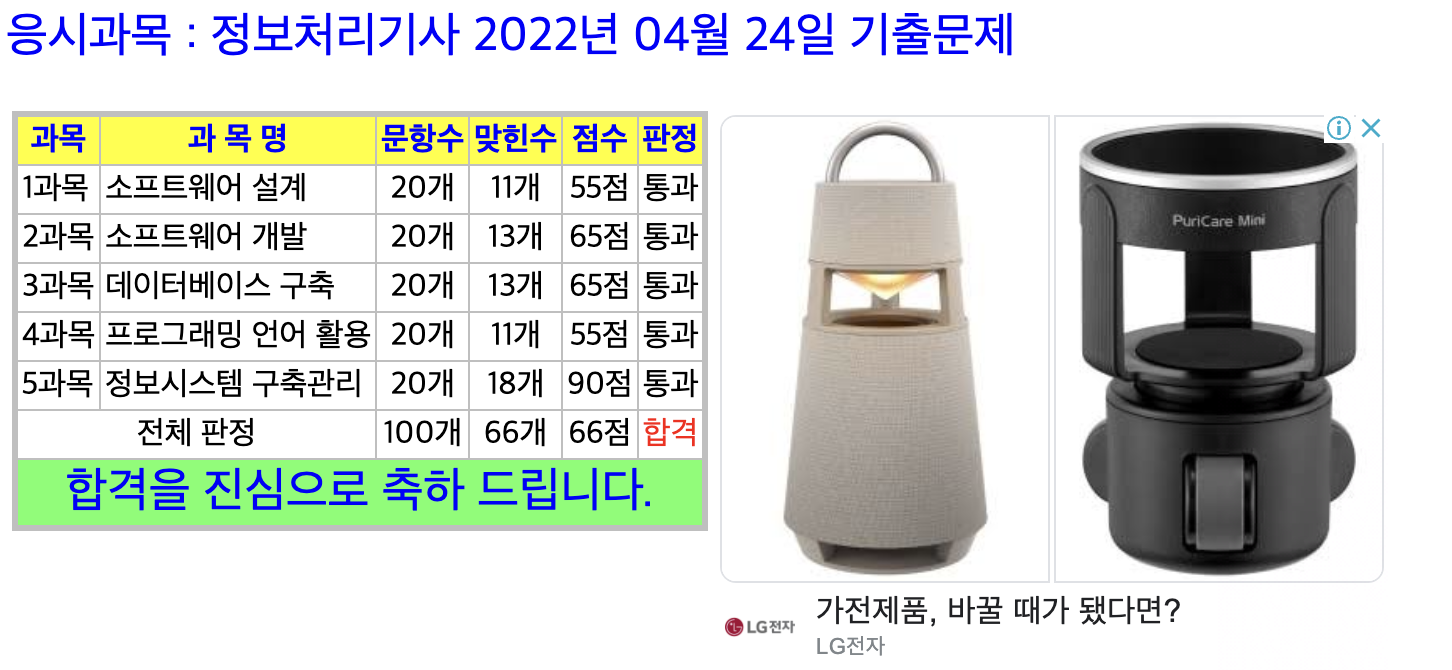 응시과목 : 정보처리기사 2022년 04월 24일 기출문제
과목 과 목 명 문항수 맞힌수 점수 판정
1과목 소프트웨어 설계 20개 11개 55점 통과
2과목 소프트웨어 개발 20개 13개 65점 통과
3과목 데이터베이스 구축 20개 13개 65점 통과
4과목 프로그래밍 언어 활용 20개 11개 55점 통과
5과목 정보시스템 구축관리 20개 18개 90점 통과
전체 판정 100개 66개 66점 합격
합격을 진심으로 축하 드립니다.
PuriCare Mini
LG전자
가전제품, 바꿀 때가 됐다면?
LG전자